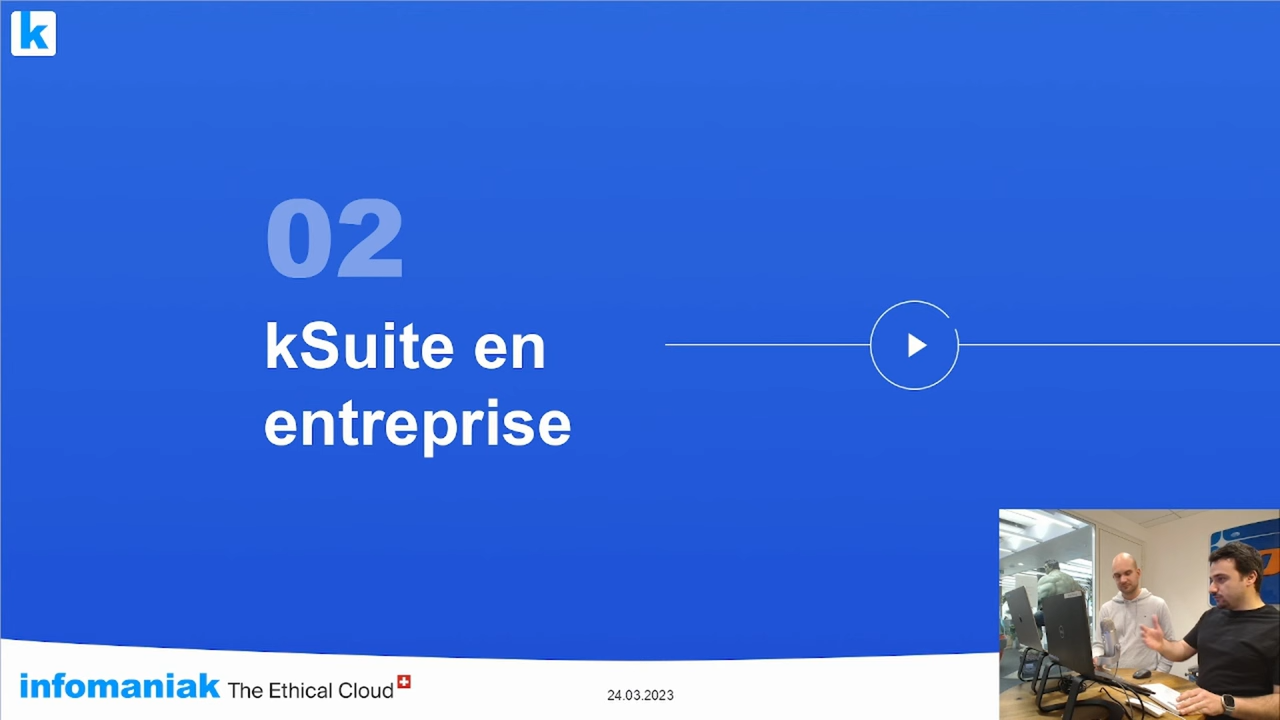 k
02
kSuite en
entreprise
infomaniak The Ethical Cloud
24.03.2023